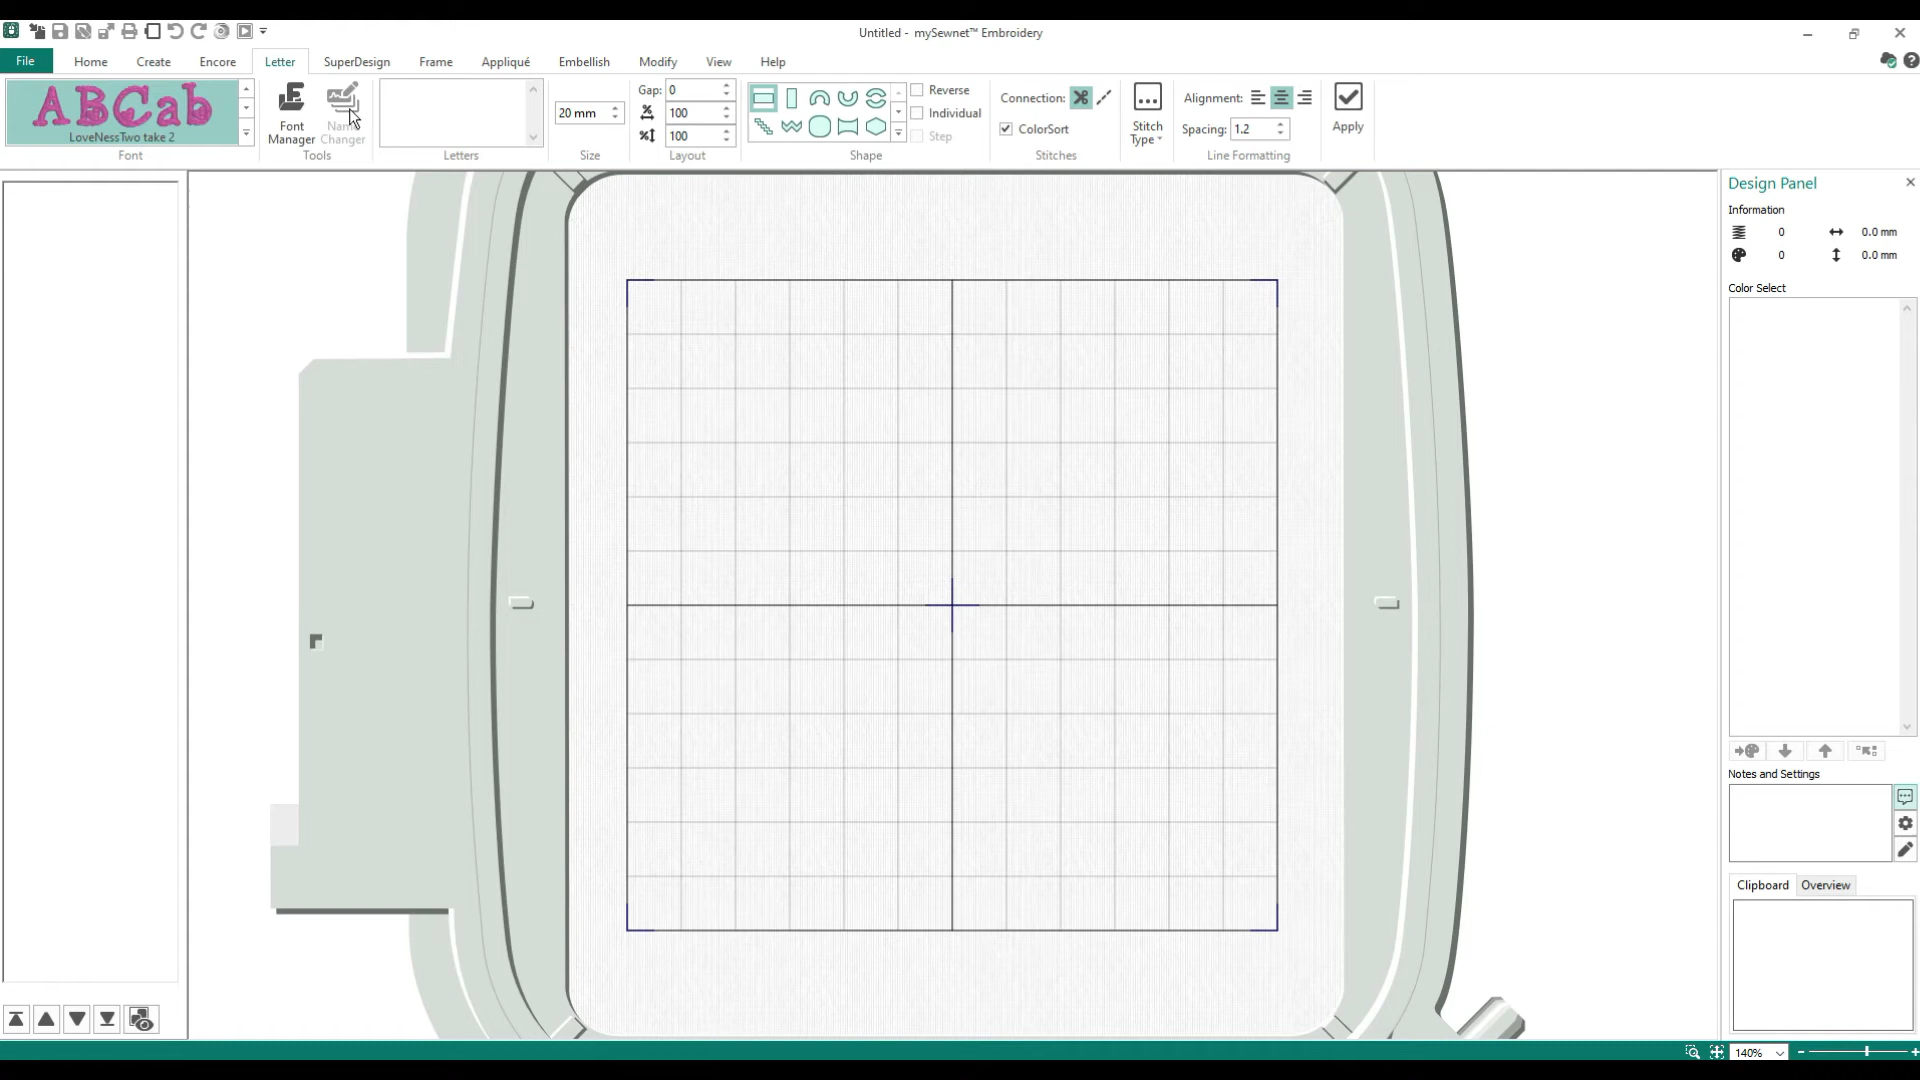 Untitled - mySewnet™ Embroidery
File Home Create Encore Letter SuperDesign Frame Appliqué Embellish Modify View Help
ABCab
LoveNessTwo take 2
Font
Font Manager
Name Changer
Tools
Letters
20 mm
Size
Gap: 0
100
100
Layout
Reverse
Individual
Step
Shape
Connection:
ColorSort
Stitches
Stitch Type
Alignment:
Spacing: 1.2
Line Formatting
Apply
Design Panel
Information
0 0.0 mm
0 0.0 mm
Color Select
Notes and Settings
Clipboard Overview
140%